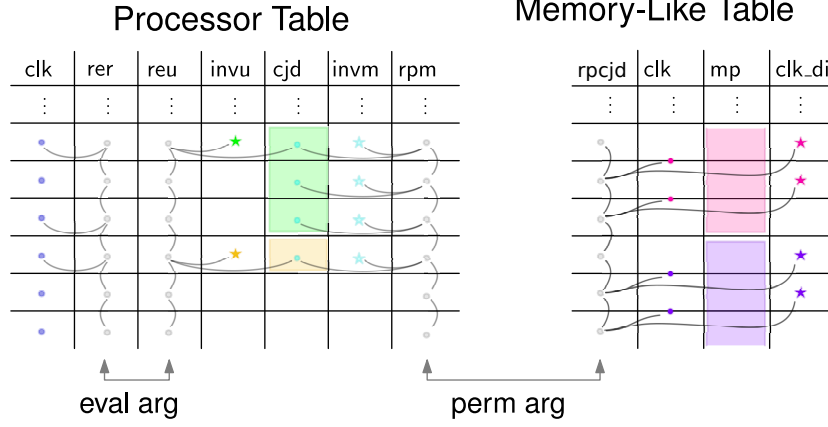 Processor Table
Memory-Like Table
clk rer reu invu cjd invm rpm
rpcjd clk mp clk_di
eval arg
perm arg